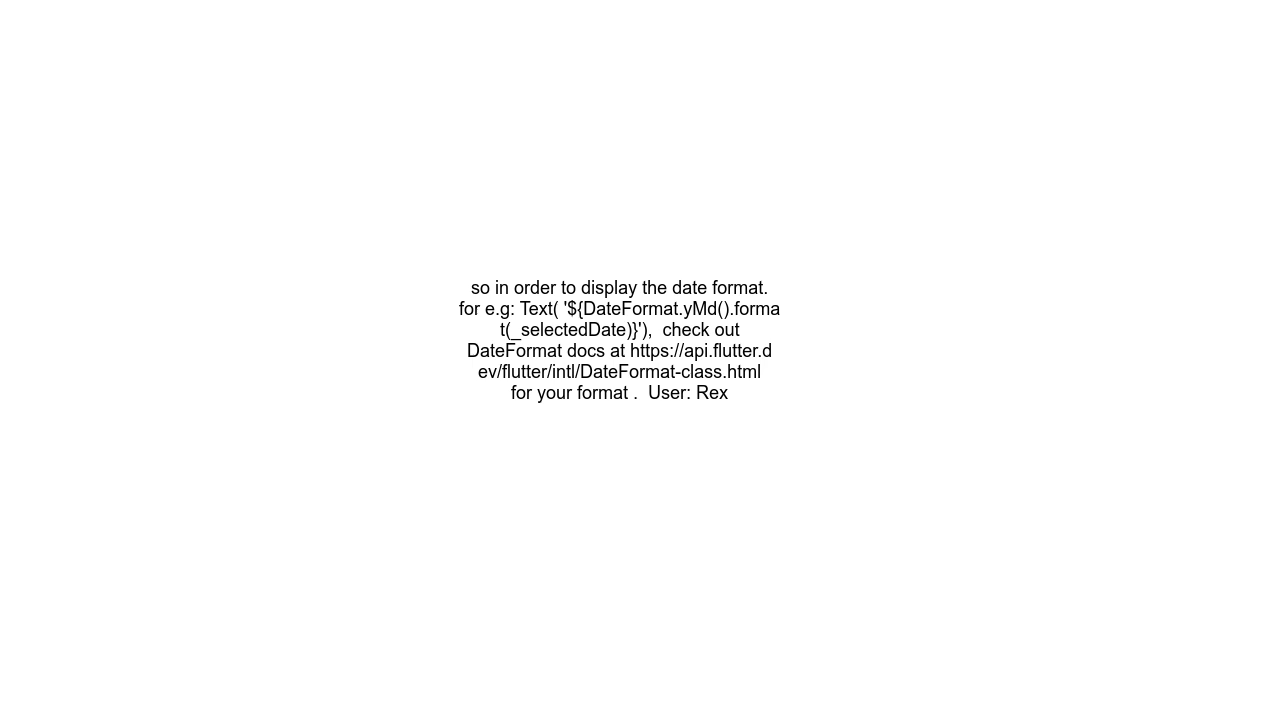 so in order to display the date format.
for e.g: Text( '${DateFormat.yMd().forma
t(_selectedDate)}'),  check out
DateFormat docs at https://api.flutter.d
ev/flutter/intl/DateFormat-class.html
for your format .  User: Rex